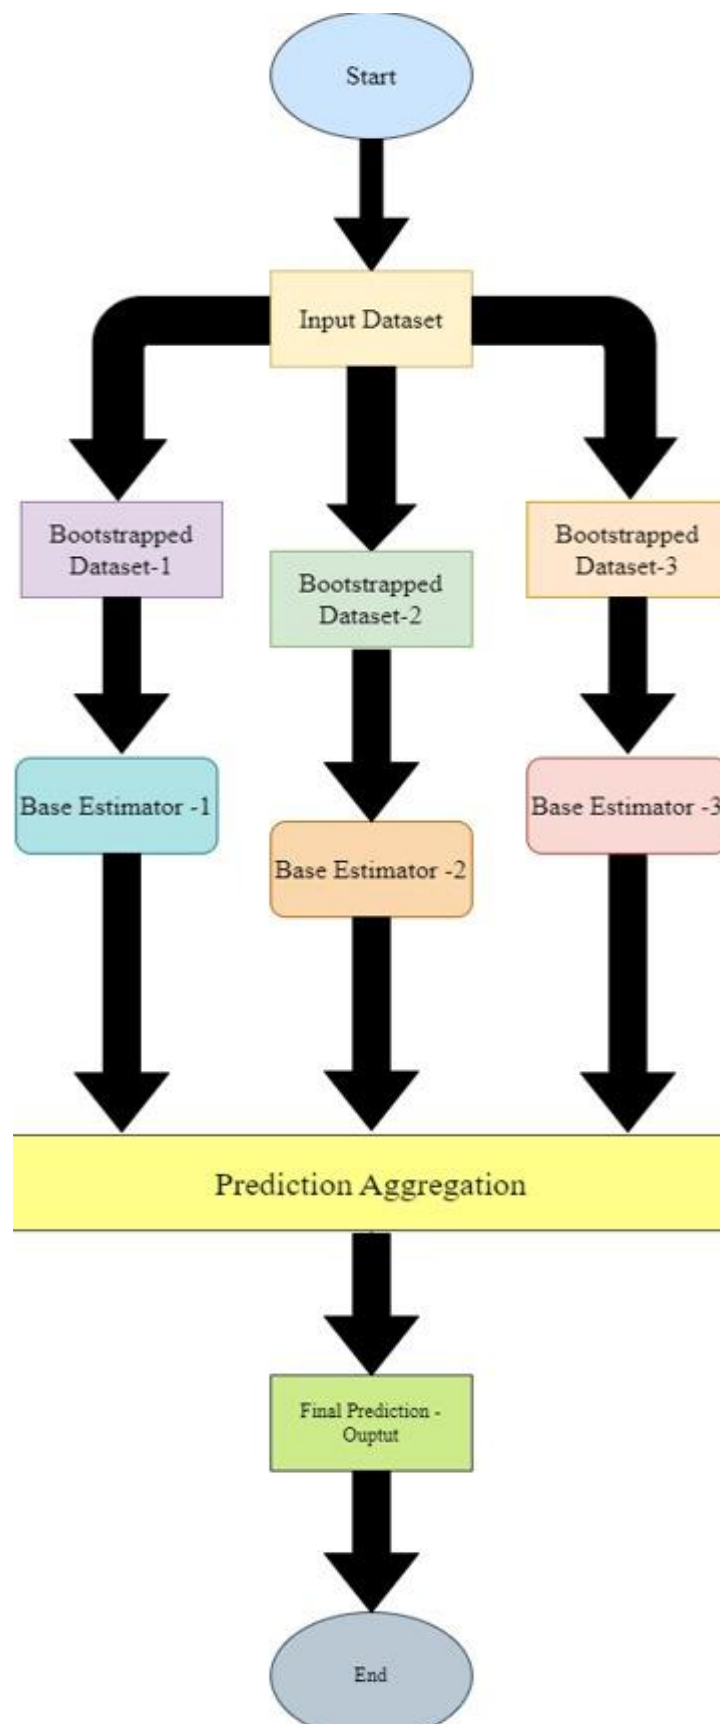 Start
Input Dataset
Bootstrapped
Dataset-1
Bootstrapped
Dataset-2
Bootstrapped
Dataset-3
Base Estimator -1
Base Estimator -2
Base Estimator -3
Prediction Aggregation
Final Prediction -
Ouptut
End